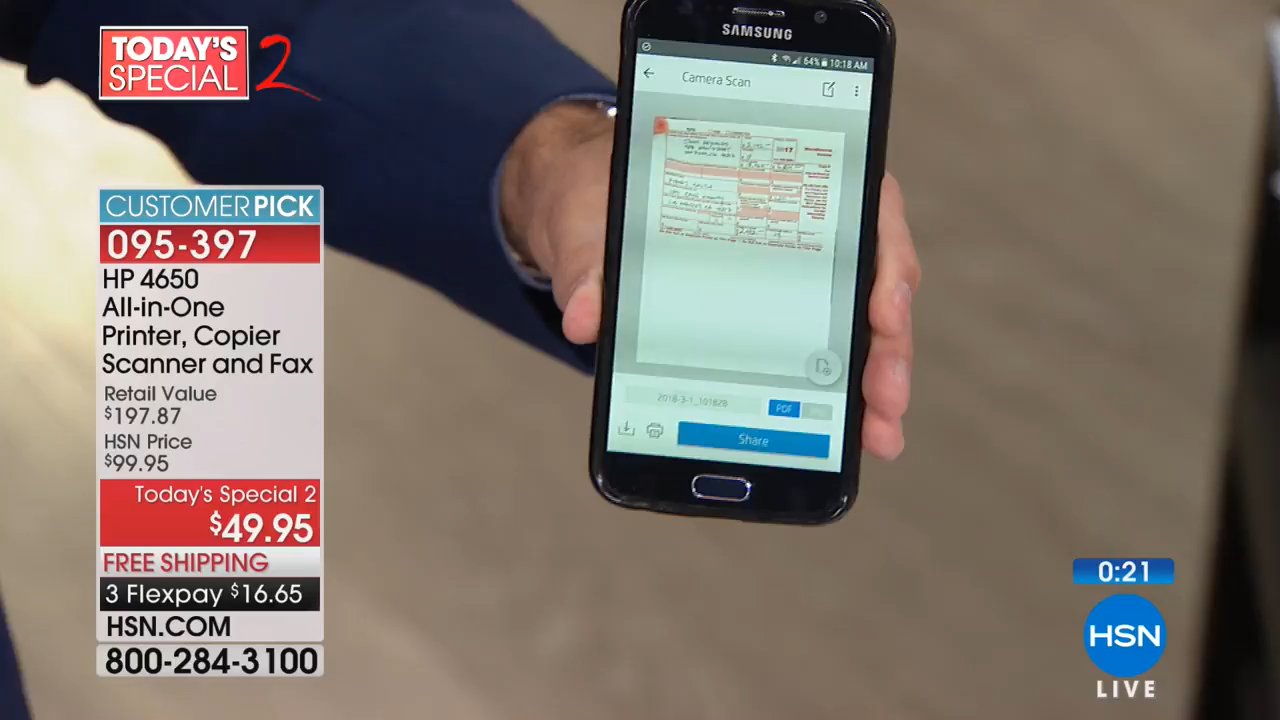 TODAY'S
SPECIAL 2
CUSTOMER PICK
095-397
HP 4650
All-in-One
Printer, Copier
Scanner and Fax
Retail Value
$197.87
HSN Price
$99.95
Today's Special 2
$49.95
FREE SHIPPING
3 Flexpay $16.65
HSN.COM
800-284-3100
SAMSUNG
64% 10:18 AM
Camera Scan
2017
PDF
Share
0:21
HSN
LIVE